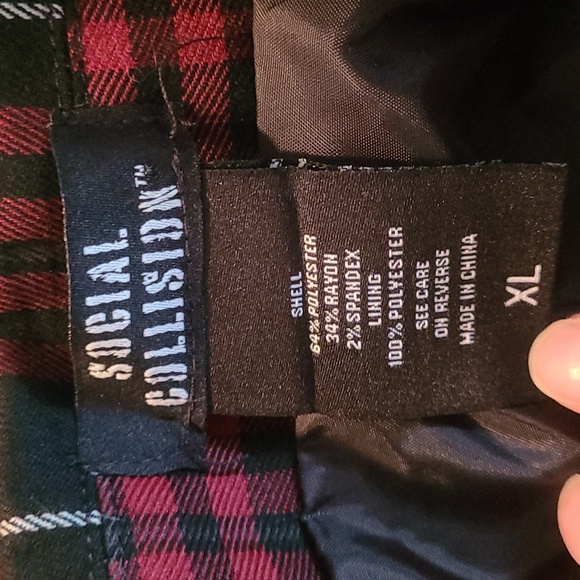 SOCIAL
COLLISION™
SHELL
64% POLYESTER
34% RAYON
2% SPANDEX
LINING
100% POLYESTER
SEE CARE
ON REVERSE
MADE IN CHINA
XL